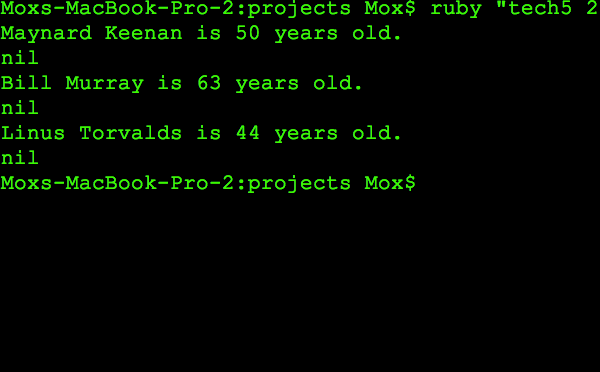 Moxs-MacBook-Pro-2:projects Mox$ ruby "tech5 2
Maynard Keenan is 50 years old.
nil
Bill Murray is 63 years old.
nil
Linus Torvalds is 44 years old.
nil
Moxs-MacBook-Pro-2:projects Mox$